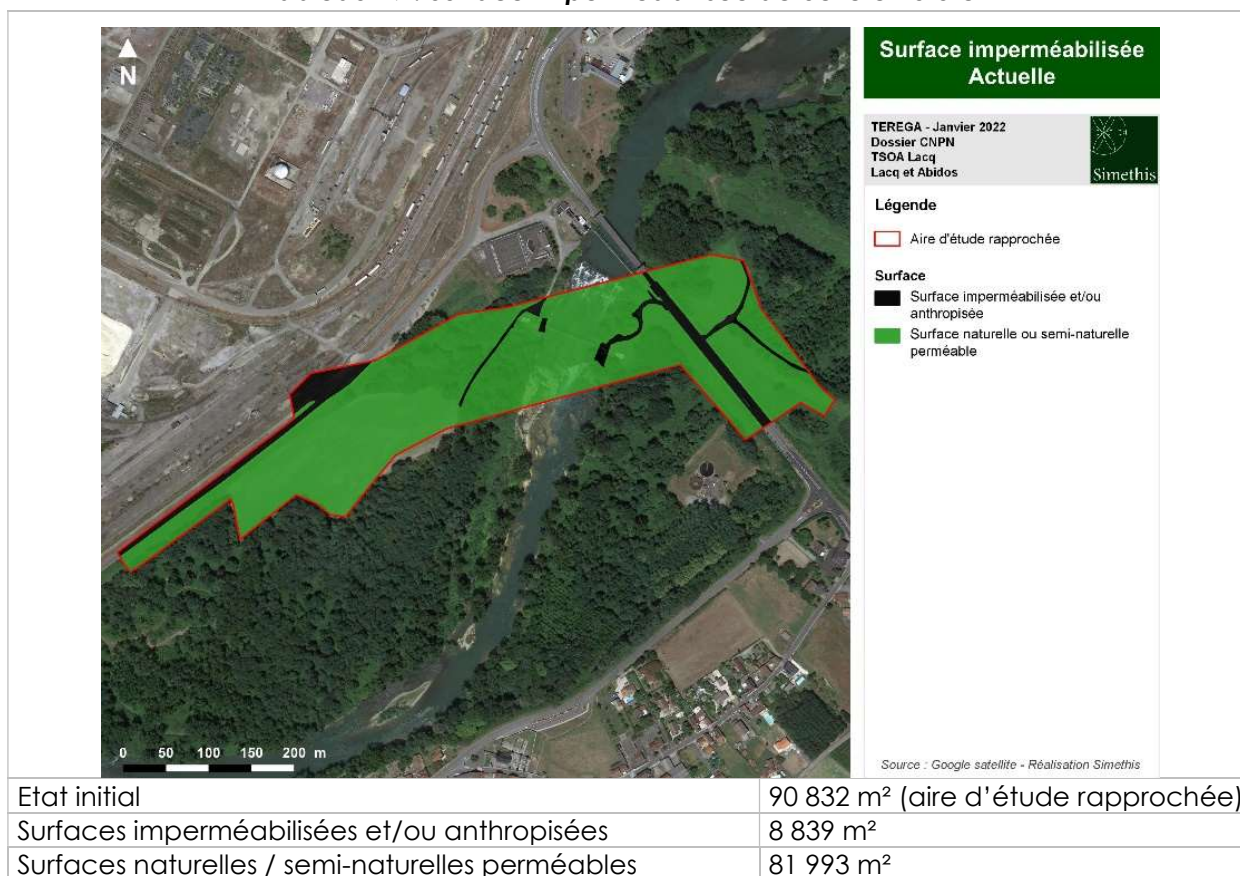 N
0 50 100 150 200 m
Surface imperméabilisée
Actuelle
TEREGA - Janvier 2022
Dossier CNPN
TSOA Lacq
Lacq et Abidos
Simethis
Légende
Aire d'étude rapprochée
Surface
Surface imperméabilisée et/ou
anthropisée
Surface naturelle ou semi-naturelle
perméable
Source : Google satellite - Réalisation Simethis
Etat initial 90 832 m² (aire d’étude rapprochée)
Surfaces imperméabilisées et/ou anthropisées 8 839 m²
Surfaces naturelles / semi-naturelles perméables 81 993 m²